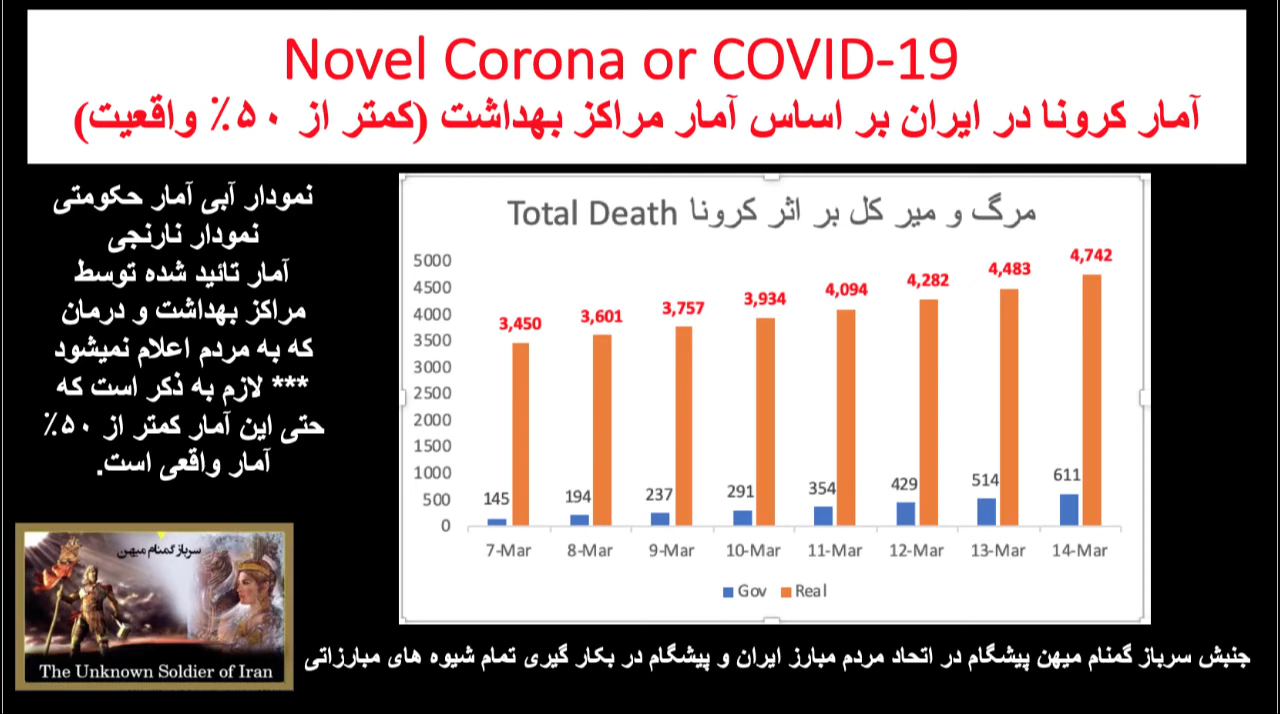 Novel Corona or COVID-19
آمار کرونا در ایران بر اساس آمار مراکز بهداشت (کمتر از ۵۰٪ واقعیت)
نمودار آبی آمار حکومتی
نمودار نارنجی
آمار تائید شده توسط
مراکز بهداشت و درمان
که به مردم اعلام نمیشود
*** لازم به ذکر است که
حتی این آمار کمتر از ۵۰٪
آمار واقعی است.
مرگ و میر کل بر اثر کرونا Total Death
5000
4500
4000
3500
3000
2500
2000
1500
1000
500
0
3,450
3,601
3,757
3,934
4,094
4,282
4,483
4,742
145
194
237
291
354
429
514
611
7-Mar
8-Mar
9-Mar
10-Mar
11-Mar
12-Mar
13-Mar
14-Mar
Gov
Real
سرباز گمنام میهن
The Unknown Soldier of Iran
جنبش سرباز گمنام میهن پیشگام در اتحاد مردم مبارز ایران و پیشگام در بکار گیری تمام شیوه های مبارزاتی